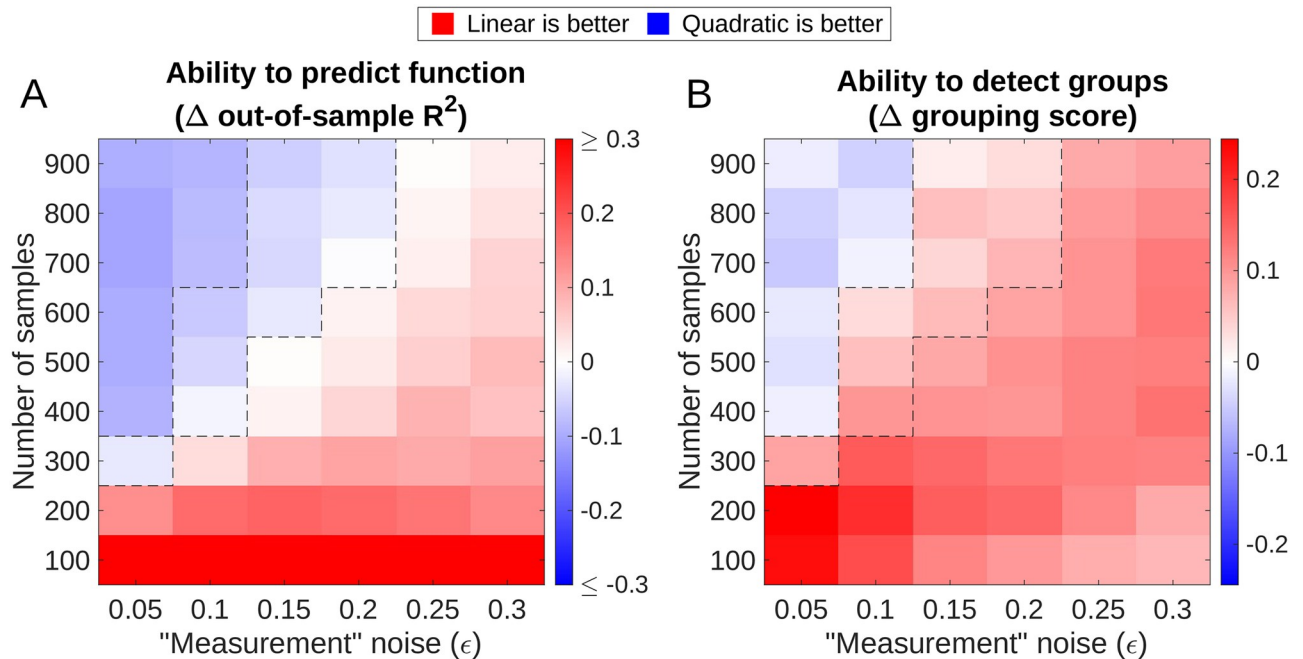 Linear is better Quadratic is better
A
Ability to predict function
(Δ out-of-sample R²)
Number of samples
900
800
700
600
500
400
300
200
100
0.05 0.1 0.15 0.2 0.25 0.3
"Measurement" noise (ϵ)
≥ 0.3
0.2
0.1
0
-0.1
-0.2
≤ -0.3
B
Ability to detect groups
(Δ grouping score)
Number of samples
900
800
700
600
500
400
300
200
100
0.05 0.1 0.15 0.2 0.25 0.3
"Measurement" noise (ϵ)
0.2
0.1
0
-0.1
-0.2